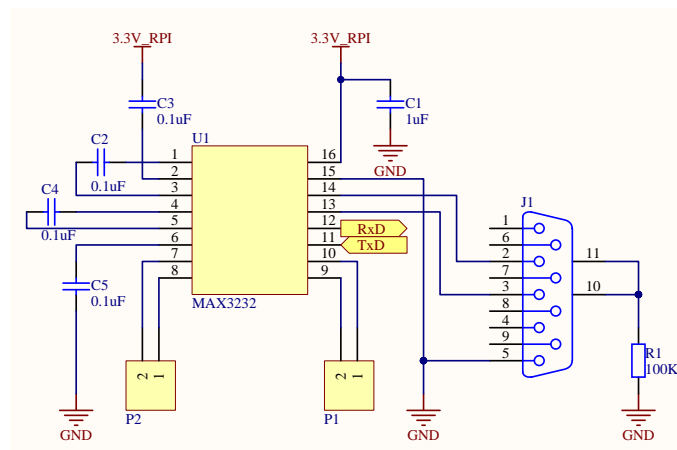 3.3V_RPI
3.3V_RPI
C3
0.1uF
C1
1uF
GND
U1
C2
0.1uF
C4
0.1uF
C5
0.1uF
1
2
3
4
5
6
7
8
16
15
14
13
12
11
10
9
RxD
TxD
MAX3232
J1
1
6
2
7
3
8
4
9
5
11
10
R1
100K
2
1
P2
2
1
P1
GND
GND
GND